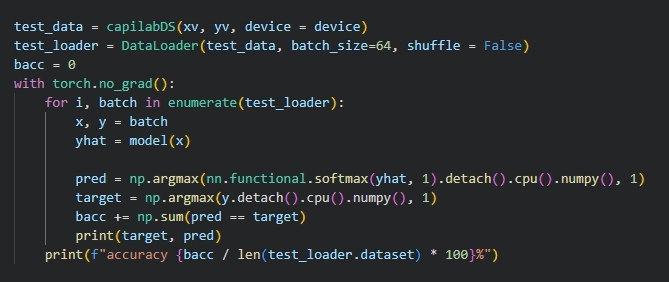 test_data = capilabDS(xv, yv, device = device)
test_loader = DataLoader(test_data, batch_size=64, shuffle = False)
bacc = 0
with torch.no_grad():
    for i, batch in enumerate(test_loader):
        x, y = batch
        yhat = model(x)

        pred = np.argmax(nn.functional.softmax(yhat, 1).detach().cpu().numpy(), 1)
        target = np.argmax(y.detach().cpu().numpy(), 1)
        bacc += np.sum(pred == target)
        print(target, pred)
    print(f"accuracy {bacc / len(test_loader.dataset) * 100}%")